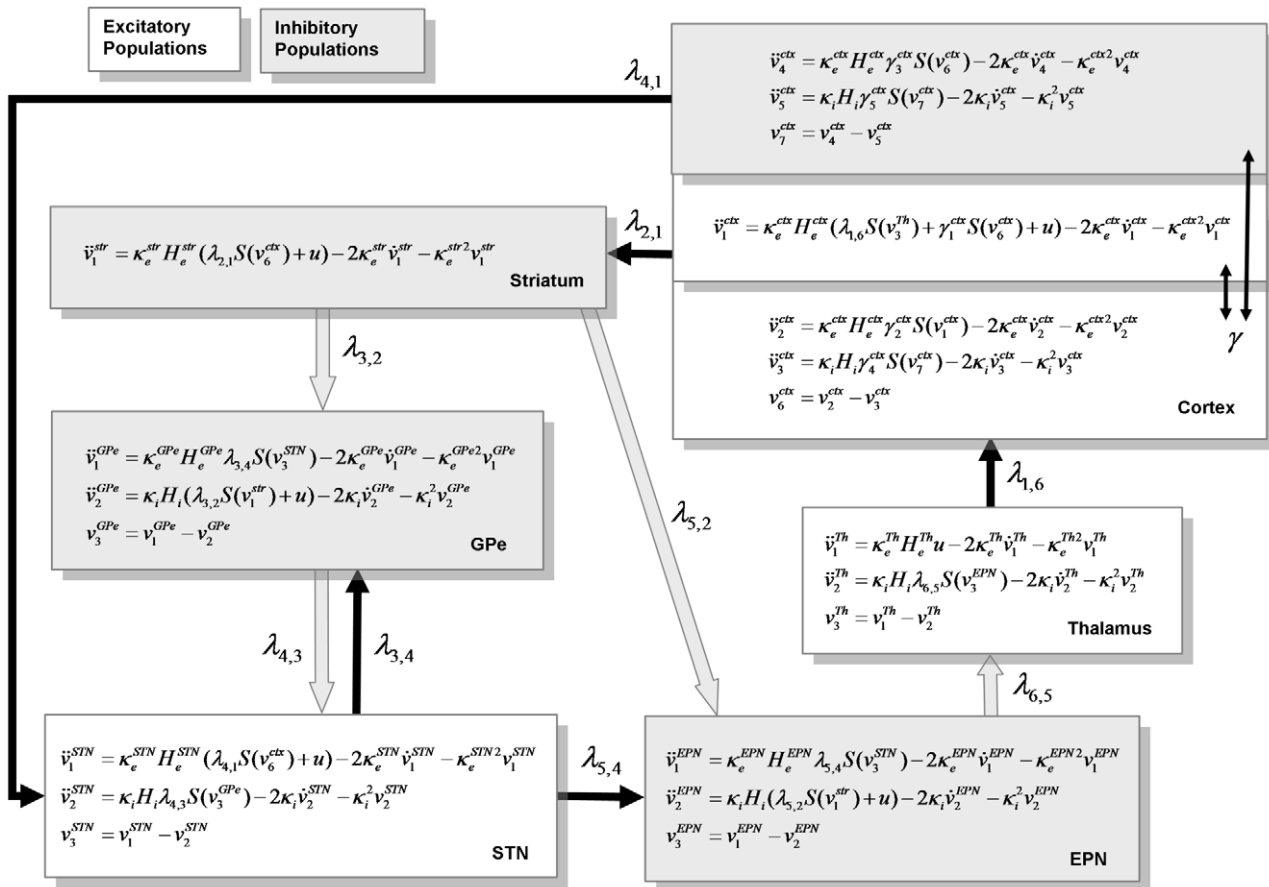 Excitatory
Populations
Inhibitory
Populations
λ₄,₁
v̈₄^{ctx} = κₑ^{ctx} Hₑ^{ctx} γ₃^{ctx} S(v₆^{ctx}) − 2κₑ^{ctx} v̇₄^{ctx} − κₑ^{ctx2} v₄^{ctx}
v̈₅^{ctx} = κᵢ Hᵢ γ₅^{ctx} S(v₇^{ctx}) − 2κᵢ v̇₅^{ctx} − κᵢ² v₅^{ctx}
v₇^{ctx} = v₄^{ctx} − v₅^{ctx}
λ₂,₁
v̈₁^{ctx} = κₑ^{ctx} Hₑ^{ctx} (λ₁,₆ S(v₃^{Th}) + γ₁^{ctx} S(v₆^{ctx}) + u) − 2κₑ^{ctx} v̇₁^{ctx} − κₑ^{ctx2} v₁^{ctx}
v̈₁^{str} = κₑ^{str} Hₑ^{str} (λ₂,₁ S(v₆^{ctx}) + u) − 2κₑ^{str} v̇₁^{str} − κₑ^{str2} v₁^{str}
Striatum
v̈₂^{ctx} = κₑ^{ctx} Hₑ^{ctx} γ₂^{ctx} S(v₁^{ctx}) − 2κₑ^{ctx} v̇₂^{ctx} − κₑ^{ctx2} v₂^{ctx}
v̈₃^{ctx} = κᵢ Hᵢ γ₄^{ctx} S(v₇^{ctx}) − 2κᵢ v̇₃^{ctx} − κᵢ² v₃^{ctx}
v₆^{ctx} = v₂^{ctx} − v₃^{ctx}
γ
Cortex
λ₃,₂
v̈₁^{GPe} = κₑ^{GPe} Hₑ^{GPe} λ₃,₄ S(v₃^{STN}) − 2κₑ^{GPe} v̇₁^{GPe} − κₑ^{GPe2} v₁^{GPe}
v̈₂^{GPe} = κᵢ Hᵢ (λ₃,₂ S(v₁^{str}) + u) − 2κᵢ v̇₂^{GPe} − κᵢ² v₂^{GPe}
v₃^{GPe} = v₁^{GPe} − v₂^{GPe}
GPe
λ₅,₂
λ₁,₆
v̈₁^{Th} = κₑ^{Th} Hₑ^{Th} u − 2κₑ^{Th} v̇₁^{Th} − κₑ^{Th2} v₁^{Th}
v̈₂^{Th} = κᵢ Hᵢ λ₆,₅ S(v₃^{EPN}) − 2κᵢ v̇₂^{Th} − κᵢ² v₂^{Th}
v₃^{Th} = v₁^{Th} − v₂^{Th}
Thalamus
λ₄,₃
λ₃,₄
λ₆,₅
v̈₁^{STN} = κₑ^{STN} Hₑ^{STN} (λ₄,₁ S(v₆^{ctx}) + u) − 2κₑ^{STN} v̇₁^{STN} − κₑ^{STN2} v₁^{STN}
v̈₂^{STN} = κᵢ Hᵢ λ₄,₃ S(v₃^{GPe}) − 2κᵢ v̇₂^{STN} − κᵢ² v₂^{STN}
v₃^{STN} = v₁^{STN} − v₂^{STN}
STN
λ₅,₄
v̈₁^{EPN} = κₑ^{EPN} Hₑ^{EPN} λ₅,₄ S(v₃^{STN}) − 2κₑ^{EPN} v̇₁^{EPN} − κₑ^{EPN2} v₁^{EPN}
v̈₂^{EPN} = κᵢ Hᵢ (λ₅,₂ S(v₁^{str}) + u) − 2κᵢ v̇₂^{EPN} − κᵢ² v₂^{EPN}
v₃^{EPN} = v₁^{EPN} − v₂^{EPN}
EPN